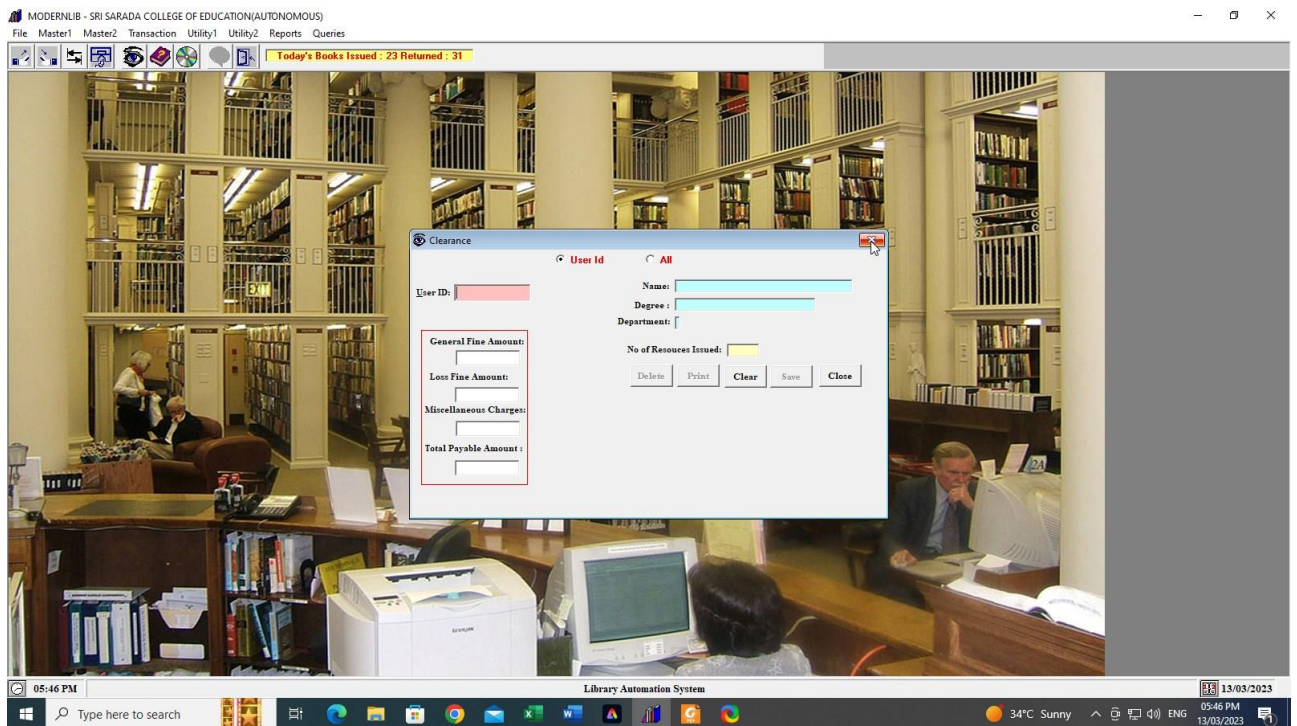 MODERNLIB - SRI SARADA COLLEGE OF EDUCATION(AUTONOMOUS)
File Master1 Master2 Transaction Utility1 Utility2 Reports Queries
Today's Books Issued : 23 Returned : 31
Clearance
User Id All
User ID:
Name:
Degree :
Department:
General Fine Amount:
No of Resouces Issued:
Loss Fine Amount:
Delete Print Clear Save Close
Miscellaneous Charges:
Total Payable Amount :
EXIT
2A
LEXMARK
05:46 PM Library Automation System 13/03/2023
Type here to search
34°C Sunny ENG 05:46 PM
13/03/2023